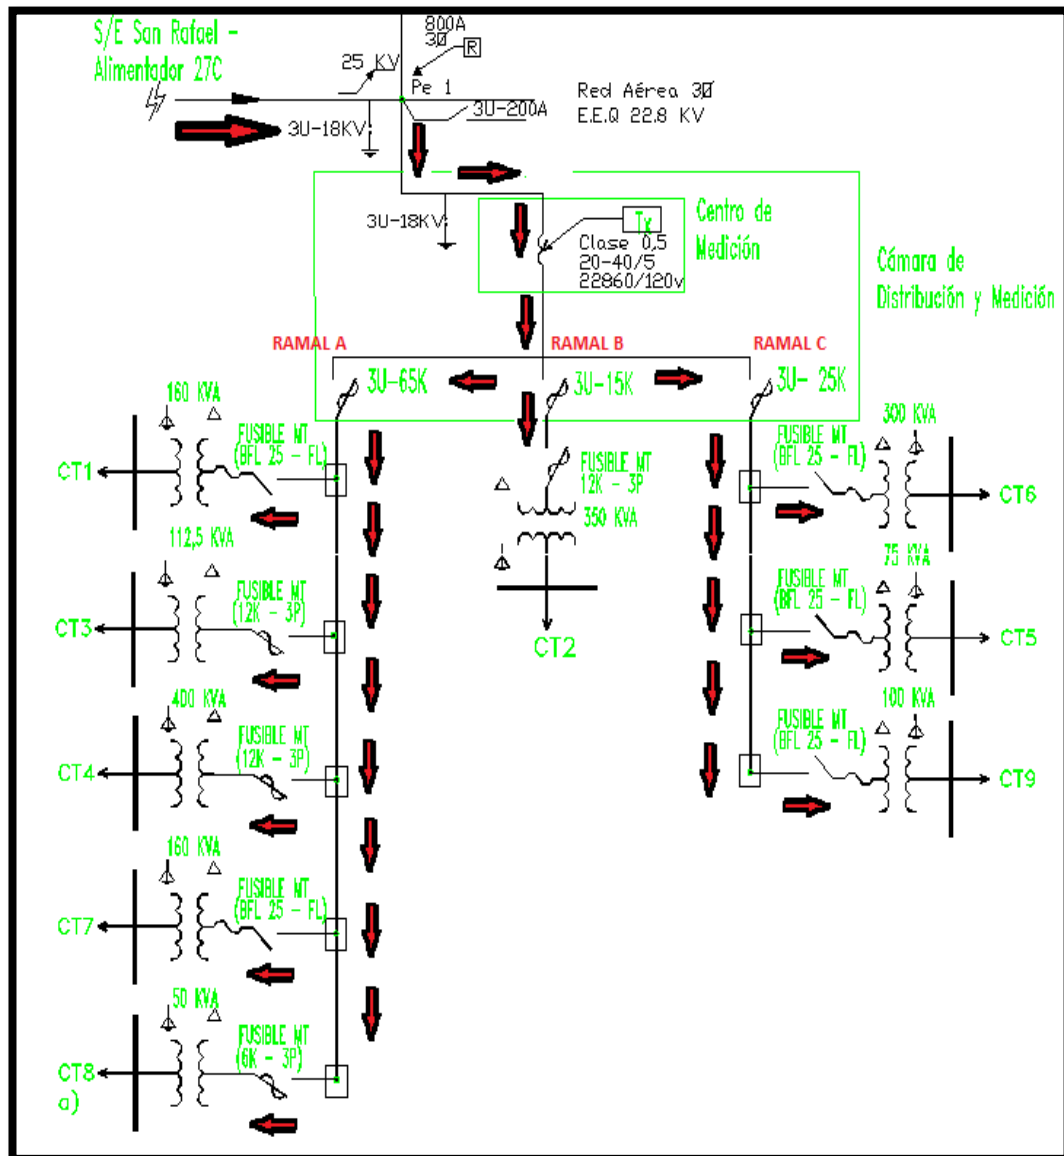 S/E San Rafael -
Alimentador 27C
800A
3Ø
R
25 KV
Pe 1
3U-200A
Red Aérea 3Ø
E.E.Q 22.8 KV
3U-18KV
3U-18KV
Tx
Clase 0,5
20-40/5
22860/120v
Centro de
Medición
Cámara de
Distribución y Medición
RAMAL A
RAMAL B
RAMAL C
3U-65K
3U-15K
3U- 25K
160 KVA
FUSIBLE MT
(BFL 25 - FL)
CT1
112,5 KVA
FUSIBLE MT
(12K - 3P)
CT3
400 KVA
FUSIBLE MT
(12K - 3P)
CT4
160 KVA
FUSIBLE MT
(BFL 25 - FL)
CT7
50 KVA
FUSIBLE MT
(6K - 3P)
CT8
a)
FUSIBLE MT
12K - 3P
350 KVA
CT2
300 KVA
FUSIBLE MT
(BFL 25 - FL)
CT6
75 KVA
FUSIBLE MT
(BFL 25 - FL)
CT5
100 KVA
FUSIBLE MT
(BFL 25 - FL)
CT9